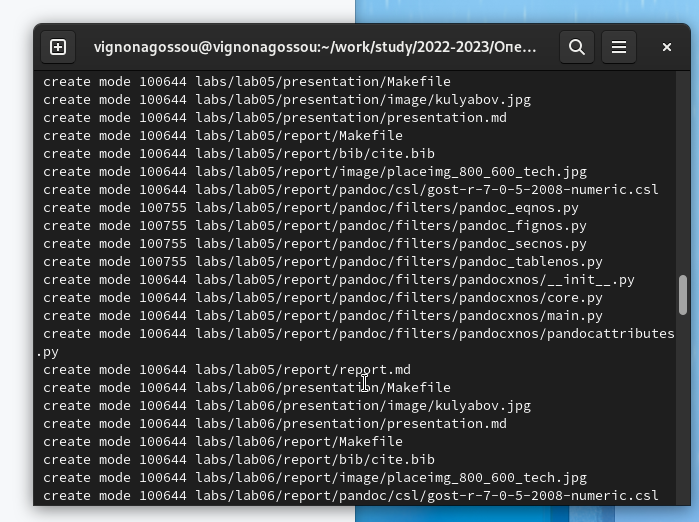 vignonagossou@vignonagossou:~/work/study/2022-2023/Опе...
create mode 100644 labs/lab05/presentation/Makefile
create mode 100644 labs/lab05/presentation/image/kulyabov.jpg
create mode 100644 labs/lab05/presentation/presentation.md
create mode 100644 labs/lab05/report/Makefile
create mode 100644 labs/lab05/report/bib/cite.bib
create mode 100644 labs/lab05/report/image/placeimg_800_600_tech.jpg
create mode 100644 labs/lab05/report/pandoc/csl/gost-r-7-0-5-2008-numeric.csl
create mode 100755 labs/lab05/report/pandoc/filters/pandoc_eqnos.py
create mode 100755 labs/lab05/report/pandoc/filters/pandoc_fignos.py
create mode 100755 labs/lab05/report/pandoc/filters/pandoc_secnos.py
create mode 100755 labs/lab05/report/pandoc/filters/pandoc_tablenos.py
create mode 100644 labs/lab05/report/pandoc/filters/pandocxnos/__init__.py
create mode 100644 labs/lab05/report/pandoc/filters/pandocxnos/core.py
create mode 100644 labs/lab05/report/pandoc/filters/pandocxnos/main.py
create mode 100644 labs/lab05/report/pandoc/filters/pandocxnos/pandocattributes
.py
create mode 100644 labs/lab05/report/report.md
create mode 100644 labs/lab06/presentation/Makefile
create mode 100644 labs/lab06/presentation/image/kulyabov.jpg
create mode 100644 labs/lab06/presentation/presentation.md
create mode 100644 labs/lab06/report/Makefile
create mode 100644 labs/lab06/report/bib/cite.bib
create mode 100644 labs/lab06/report/image/placeimg_800_600_tech.jpg
create mode 100644 labs/lab06/report/pandoc/csl/gost-r-7-0-5-2008-numeric.csl